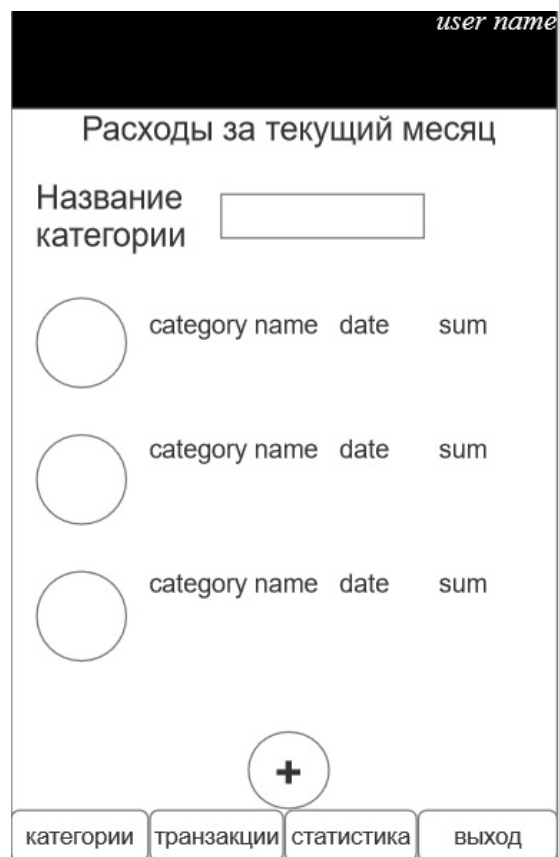 user name
Расходы за текущий месяц
Название
категории
category name date sum
category name date sum
category name date sum
+
категории транзакции статистика выход